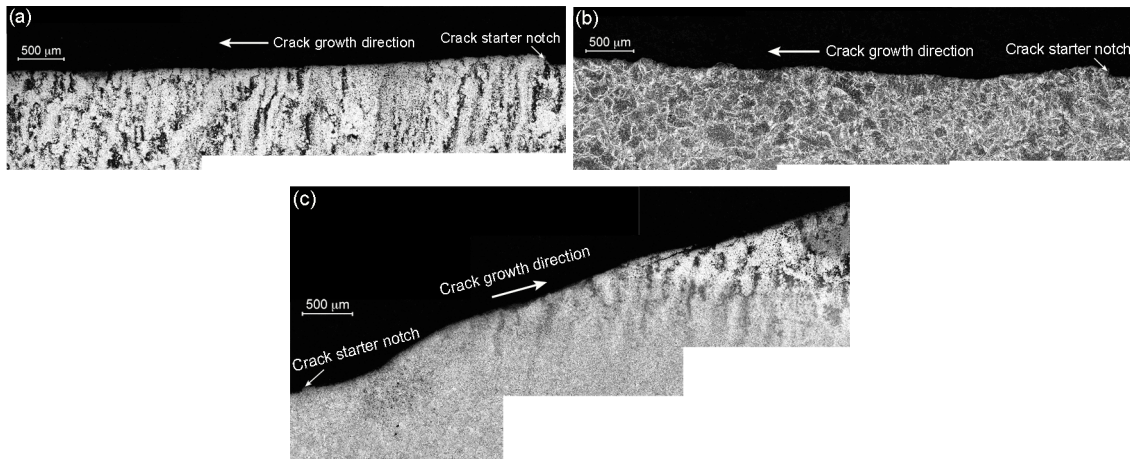 (a)
500 μm
Crack growth direction
Crack starter notch
(b)
500 μm
Crack growth direction
Crack starter notch
(c)
Crack growth direction
500 μm
Crack starter notch